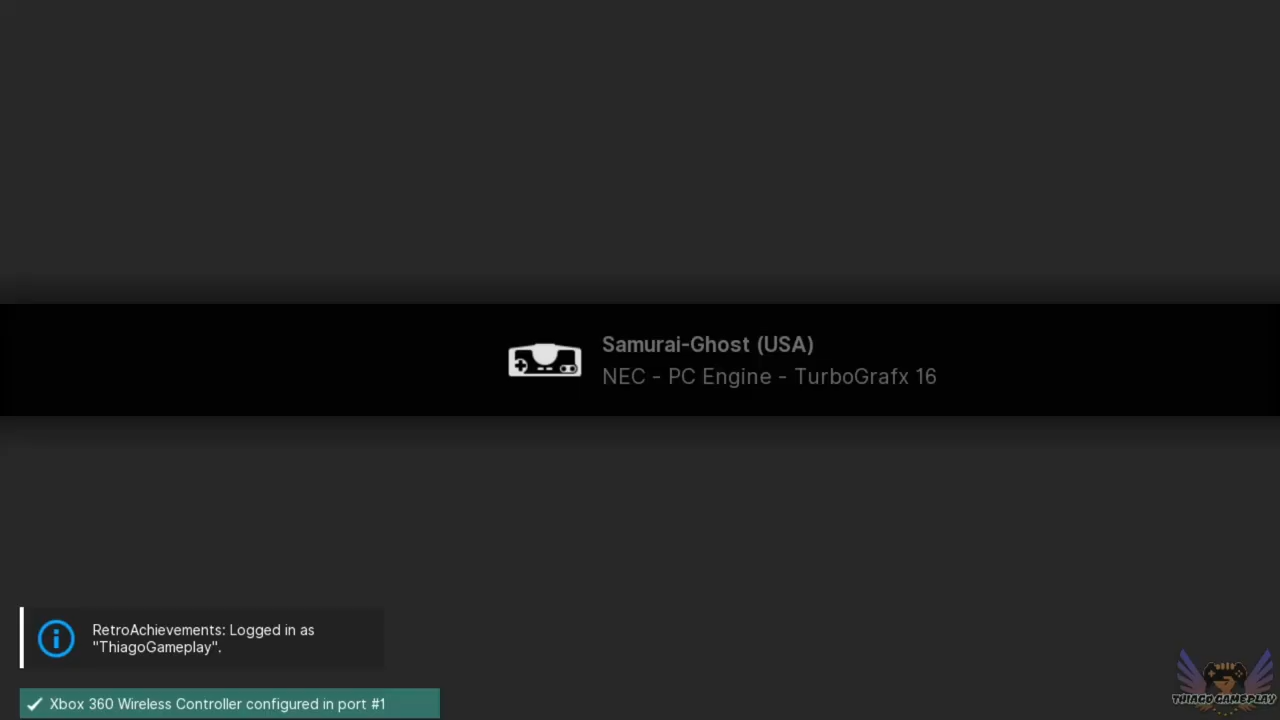 Samurai-Ghost (USA)
NEC - PC Engine - TurboGrafx 16
RetroAchievements: Logged in as
"ThiagoGameplay".
Xbox 360 Wireless Controller configured in port #1
THIAGO GAMEPLAY